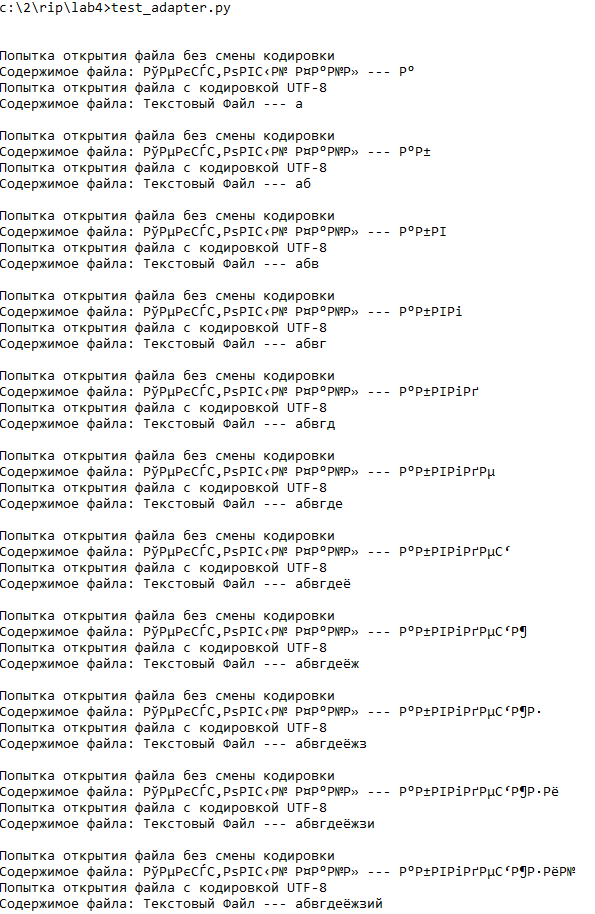 c:\2\rip\lab4>test_adapter.py
Попытка открытия файла без смены кодировки
Содержимое файла: РўРµРєСЃС‚РѕРІС‹Р№ Р¤Р°Р№Р» --- Р°
Попытка открытия файла с кодировкой UTF-8
Содержимое файла: Текстовый Файл --- а
Попытка открытия файла без смены кодировки
Содержимое файла: РўРµРєСЃС‚РѕРІС‹Р№ Р¤Р°Р№Р» --- Р°Р±
Попытка открытия файла с кодировкой UTF-8
Содержимое файла: Текстовый Файл --- аб
Попытка открытия файла без смены кодировки
Содержимое файла: РўРµРєСЃС‚РѕРІС‹Р№ Р¤Р°Р№Р» --- Р°Р±РІ
Попытка открытия файла с кодировкой UTF-8
Содержимое файла: Текстовый Файл --- абв
Попытка открытия файла без смены кодировки
Содержимое файла: РўРµРєСЃС‚РѕРІС‹Р№ Р¤Р°Р№Р» --- Р°Р±РІРі
Попытка открытия файла с кодировкой UTF-8
Содержимое файла: Текстовый Файл --- абвг
Попытка открытия файла без смены кодировки
Содержимое файла: РўРµРєСЃС‚РѕРІС‹Р№ Р¤Р°Р№Р» --- Р°Р±РІРіРґ
Попытка открытия файла с кодировкой UTF-8
Содержимое файла: Текстовый Файл --- абвгд
Попытка открытия файла без смены кодировки
Содержимое файла: РўРµРєСЃС‚РѕРІС‹Р№ Р¤Р°Р№Р» --- Р°Р±РІРіРґРµ
Попытка открытия файла с кодировкой UTF-8
Содержимое файла: Текстовый Файл --- абвгде
Попытка открытия файла без смены кодировки
Содержимое файла: РўРµРєСЃС‚РѕРІС‹Р№ Р¤Р°Р№Р» --- Р°Р±РІРіРґРµС‘
Попытка открытия файла с кодировкой UTF-8
Содержимое файла: Текстовый Файл --- абвгдеё
Попытка открытия файла без смены кодировки
Содержимое файла: РўРµРєСЃС‚РѕРІС‹Р№ Р¤Р°Р№Р» --- Р°Р±РІРіРґРµС‘Р¶
Попытка открытия файла с кодировкой UTF-8
Содержимое файла: Текстовый Файл --- абвгдеёж
Попытка открытия файла без смены кодировки
Содержимое файла: РўРµРєСЃС‚РѕРІС‹Р№ Р¤Р°Р№Р» --- Р°Р±РІРіРґРµС‘Р¶Р·
Попытка открытия файла с кодировкой UTF-8
Содержимое файла: Текстовый Файл --- абвгдеёжз
Попытка открытия файла без смены кодировки
Содержимое файла: РўРµРєСЃС‚РѕРІС‹Р№ Р¤Р°Р№Р» --- Р°Р±РІРіРґРµС‘Р¶Р·Рё
Попытка открытия файла с кодировкой UTF-8
Содержимое файла: Текстовый Файл --- абвгдеёжзи
Попытка открытия файла без смены кодировки
Содержимое файла: РўРµРєСЃС‚РѕРІС‹Р№ Р¤Р°Р№Р» --- Р°Р±РІРіРґРµС‘Р¶Р·РёР№
Попытка открытия файла с кодировкой UTF-8
Содержимое файла: Текстовый Файл --- абвгдеёжзий